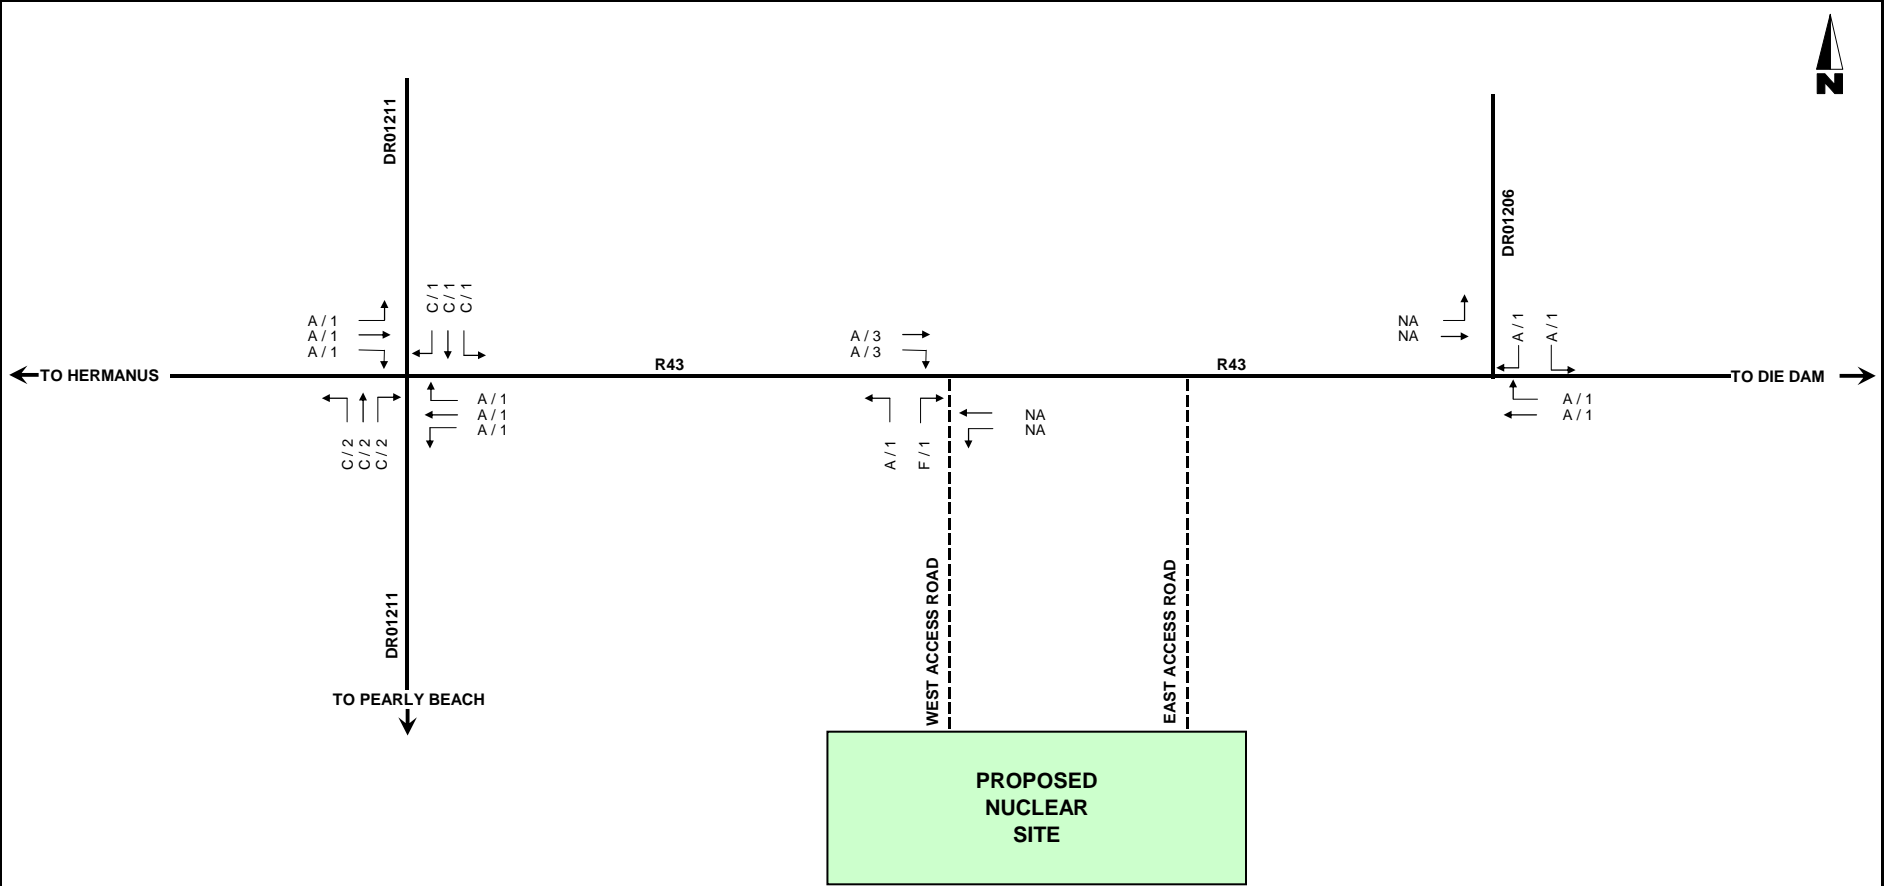 N
DR01211
DR01206
C / 1
C / 1
C / 1
A / 1
A / 1
A / 1
A / 3
A / 3
NA
NA
A / 1
A / 1
R43
R43
TO HERMANUS
TO DIE DAM
A / 1
A / 1
A / 1
C / 2
C / 2
C / 2
A / 1
F / 1
NA
NA
A / 1
A / 1
DR01211
WEST ACCESS ROAD
EAST ACCESS ROAD
TO PEARLY BEACH
PROPOSED
NUCLEAR
SITE